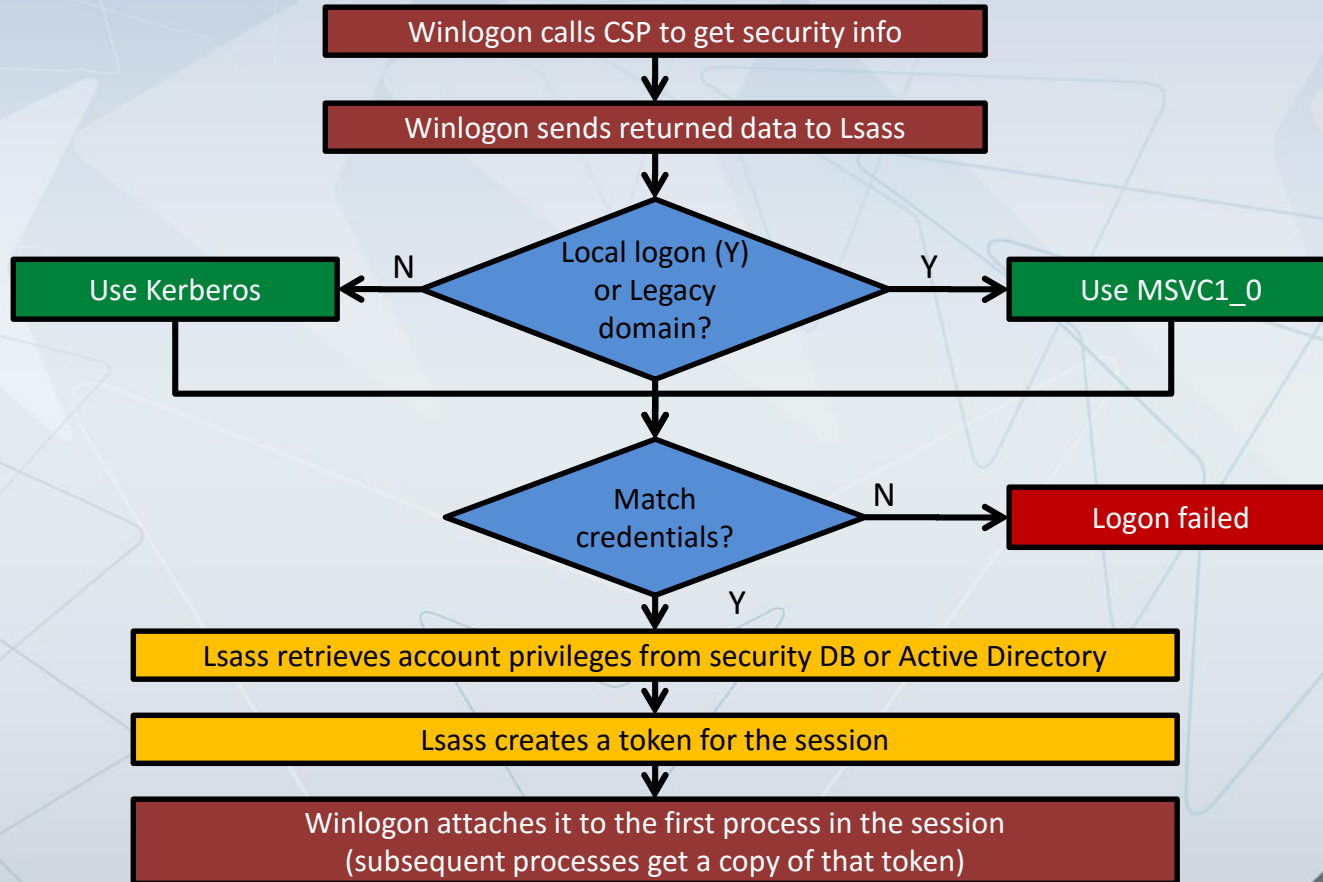 Winlogon calls CSP to get security info
Winlogon sends returned data to Lsass
Local logon (Y)
or Legacy
domain?
N
Y
Use Kerberos
Use MSVC1_0
Match
credentials?
N
Logon failed
Y
Lsass retrieves account privileges from security DB or Active Directory
Lsass creates a token for the session
Winlogon attaches it to the first process in the session
(subsequent processes get a copy of that token)